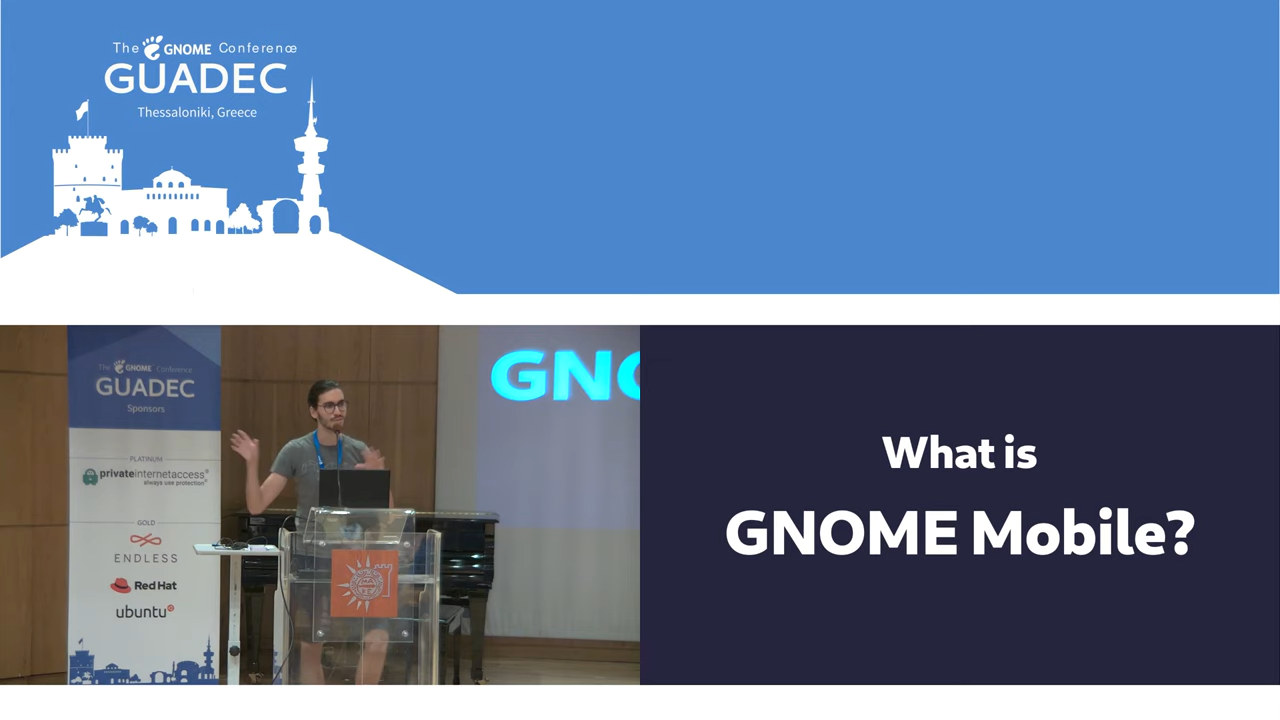 The GNOME Conference
GUADEC
Thessaloniki, Greece
The GNOME Conference
GUADEC
Sponsors
PLATINUM
privateinternetaccess®
always use protection®
GOLD
ENDLESS
Red Hat
ubuntu
GNO
What is
GNOME Mobile?